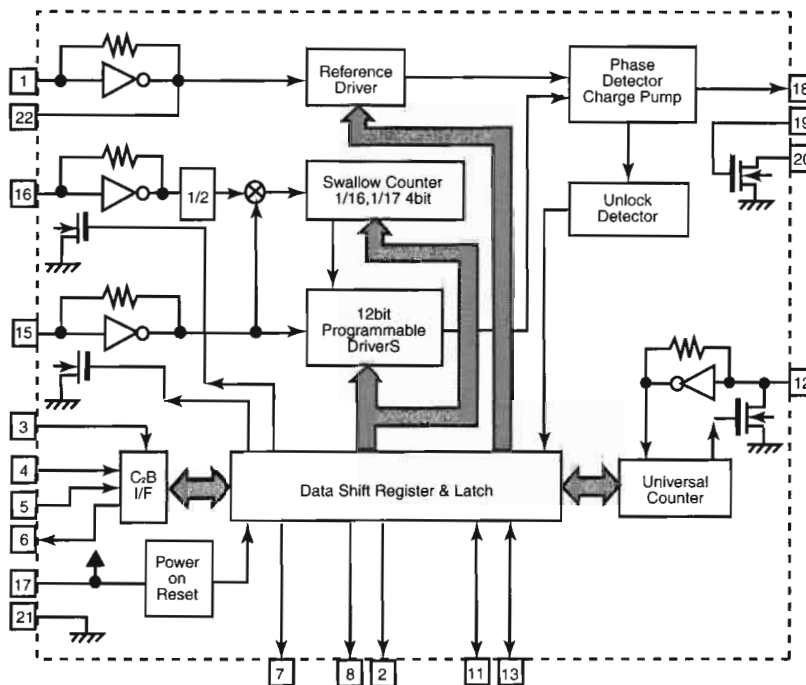 1
Reference
Driver
Phase
Detector
Charge Pump
18
22
19
20
16
1/2
Swallow Counter
1/16,1/17 4bit
Unlock
Detector
15
12bit
Programmable
DriverS
12
3
4
C₂B
I/F
5
6
Data Shift Register & Latch
Universal
Counter
17
Power
on
Reset
21
7
8
2
11
13